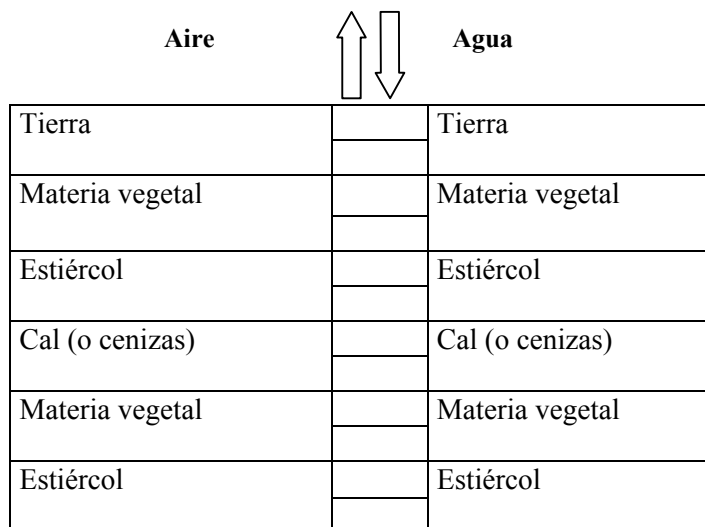 Aire Agua
Tierra Tierra
Materia vegetal Materia vegetal
Estiércol Estiércol
Cal (o cenizas) Cal (o cenizas)
Materia vegetal Materia vegetal
Estiércol Estiércol